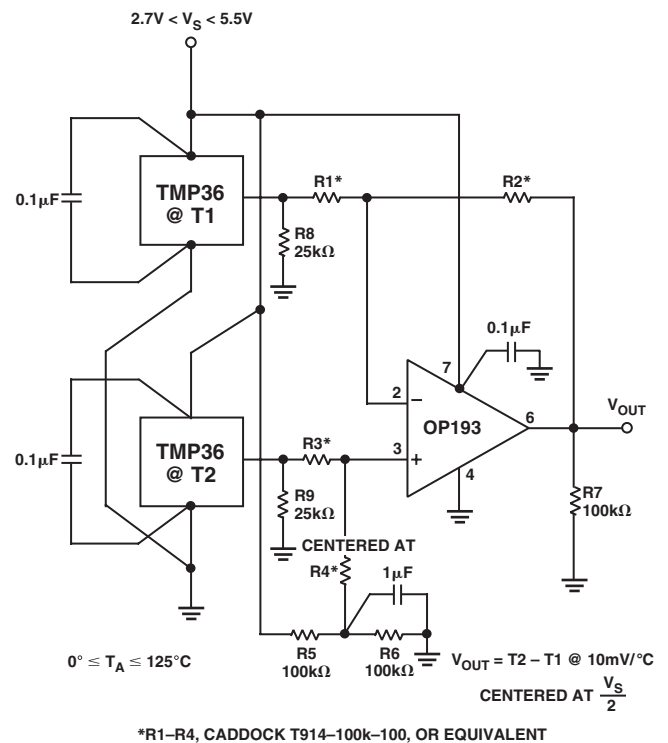 2.7V < VS < 5.5V
0.1μF
TMP36
@ T1
R1*
R2*
R8
25kΩ
0.1μF
7
2
−
OP193
6
VOUT
3
+
4
0.1μF
TMP36
@ T2
R3*
R9
25kΩ
R7
100kΩ
CENTERED AT
R4*
1μF
R5
100kΩ
R6
100kΩ
0° ≤ TA ≤ 125°C
VOUT = T2 – T1 @ 10mV/°C
CENTERED AT VS/2
*R1–R4, CADDOCK T914–100k–100, OR EQUIVALENT